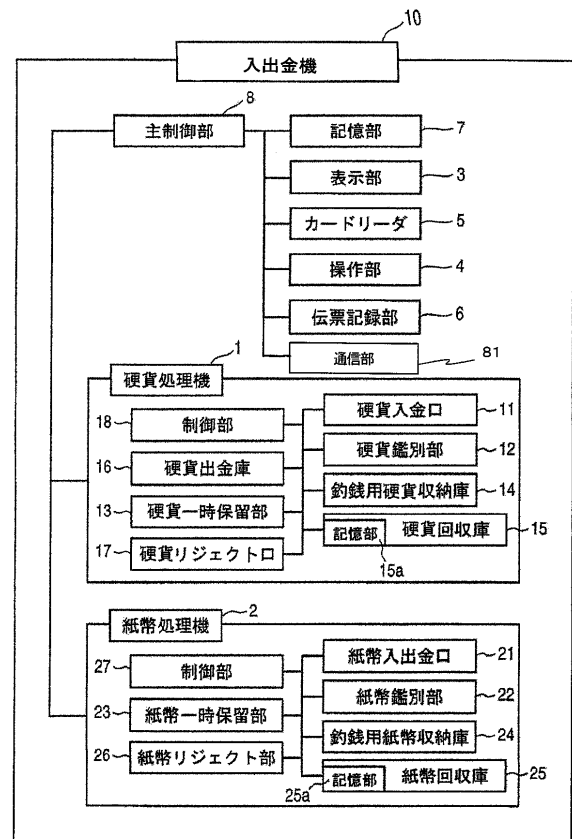 10
入出金機
8
主制御部
記憶部
7
表示部
3
カードリーダ
5
操作部
4
伝票記録部
6
通信部
81
1
硬貨処理機
18
制御部
硬貨入金口
11
16
硬貨出金庫
硬貨鑑別部
12
13
硬貨一時保留部
釣銭用硬貨収納庫
14
17
硬貨リジェクト口
記憶部
硬貨回収庫
15
15a
2
紙幣処理機
27
制御部
紙幣入出金口
21
23
紙幣一時保留部
紙幣鑑別部
22
26
紙幣リジェクト部
釣銭用紙幣収納庫
24
25a
記憶部
紙幣回収庫
25